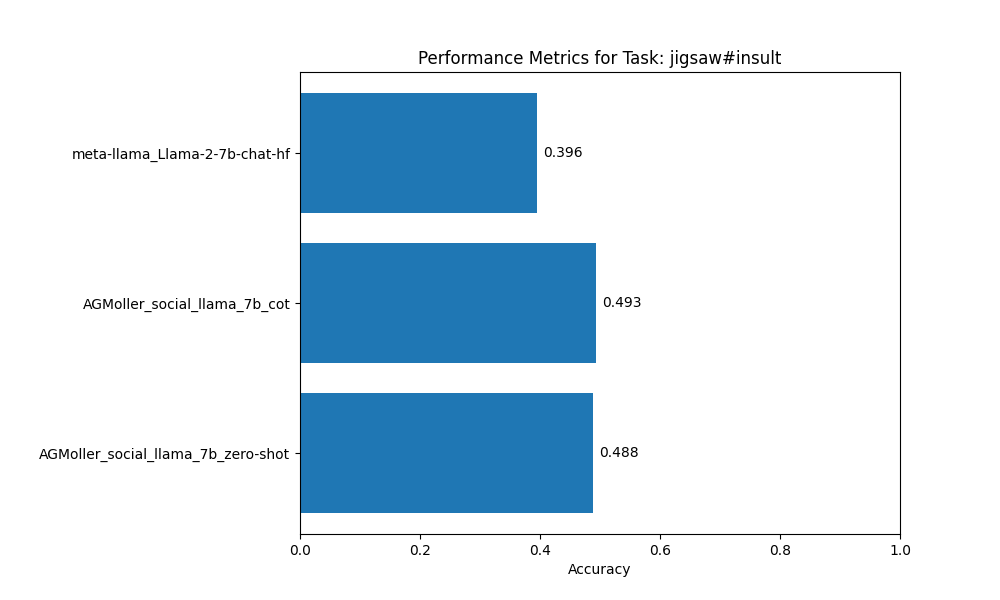 Performance Metrics for Task: jigsaw#insult
meta-llama_Llama-2-7b-chat-hf
0.396
AGMoller_social_llama_7b_cot
0.493
AGMoller_social_llama_7b_zero-shot
0.488
0.0 0.2 0.4 0.6 0.8 1.0
Accuracy